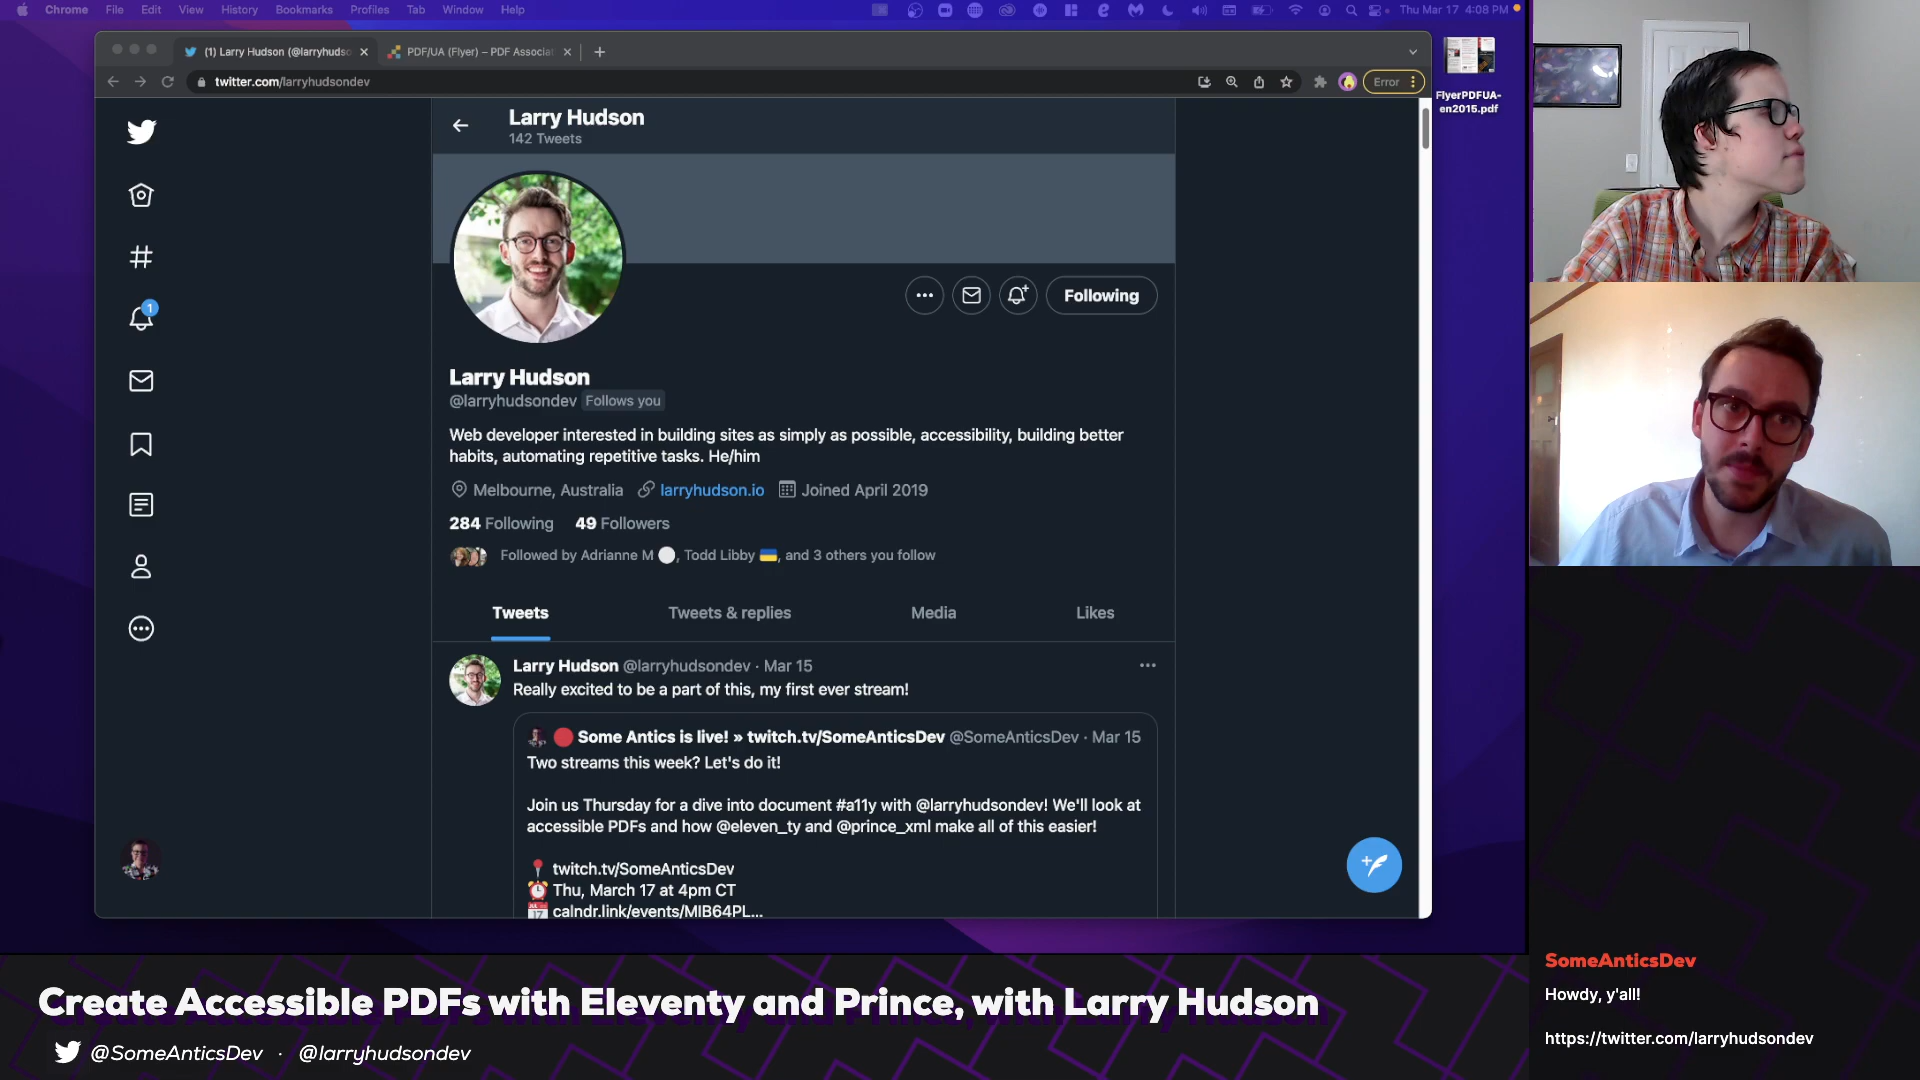 Chrome File Edit View History Bookmarks Profiles Tab Window Help Thu Mar 17 4:08 PM
(1) Larry Hudson (@larryhudso
PDF/UA (Flyer) – PDF Associat
twitter.com/larryhudsondev
Error
FlyerPDFUA-
en2015.pdf
Larry Hudson
142 Tweets
Following
1
Larry Hudson
@larryhudsondev Follows you
Web developer interested in building sites as simply as possible, accessibility, building better
habits, automating repetitive tasks. He/him
Melbourne, Australia larryhudson.io Joined April 2019
284 Following 49 Followers
Followed by Adrianne M, Todd Libby, and 3 others you follow
Tweets Tweets & replies Media Likes
Larry Hudson @larryhudsondev · Mar 15
Really excited to be a part of this, my first ever stream!
Some Antics is live! » twitch.tv/SomeAnticsDev @SomeAnticsDev · Mar 15
Two streams this week? Let's do it!
Join us Thursday for a dive into document #a11y with @larryhudsondev! We'll look at
accessible PDFs and how @eleven_ty and @prince_xml make all of this easier!
twitch.tv/SomeAnticsDev
Thu, March 17 at 4pm CT
calndr.link/events/MIB64PL...
Create Accessible PDFs with Eleventy and Prince, with Larry Hudson
@SomeAnticsDev · @larryhudsondev
SomeAnticsDev
Howdy, y'all!
https://twitter.com/larryhudsondev